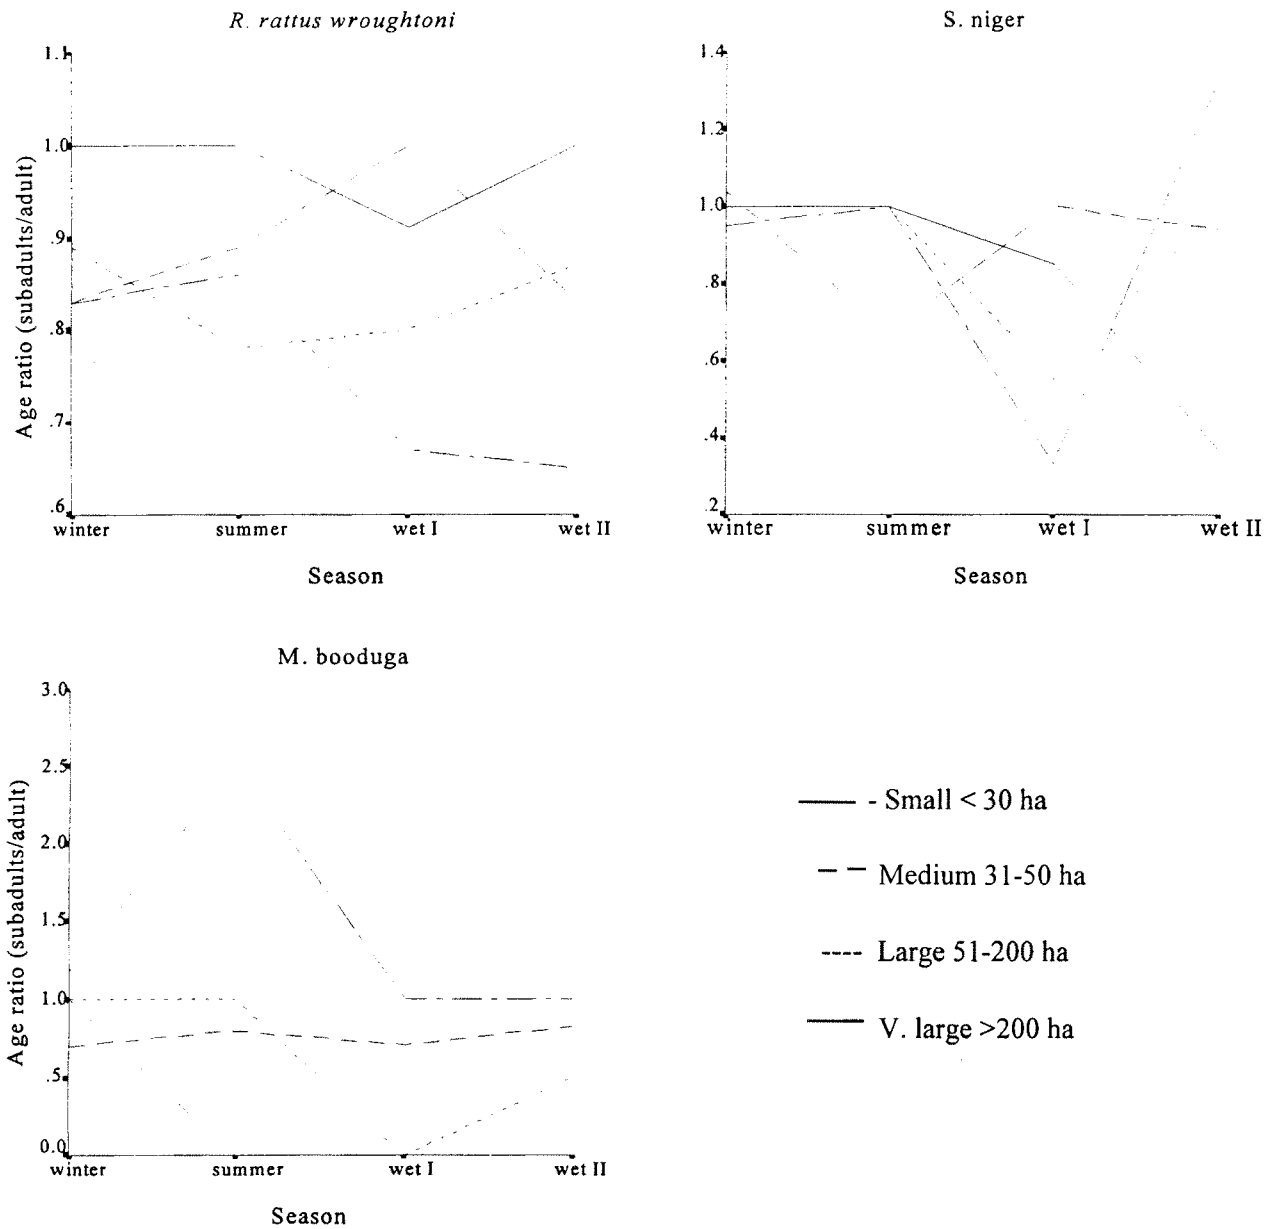 R. rattus wroughtoni
1.1
1.0
.9
.8
.7
.6
Age ratio (subadults/adult)
winter summer wet I wet II
Season
S. niger
1.4
1.2
1.0
.8
.6
.4
.2
winter summer wet I wet II
Season
M. booduga
3.0
2.5
2.0
1.5
1.0
.5
0.0
Age ratio (subadults/adult)
winter summer wet I wet II
Season
Small < 30 ha
Medium 31-50 ha
Large 51-200 ha
V. large >200 ha